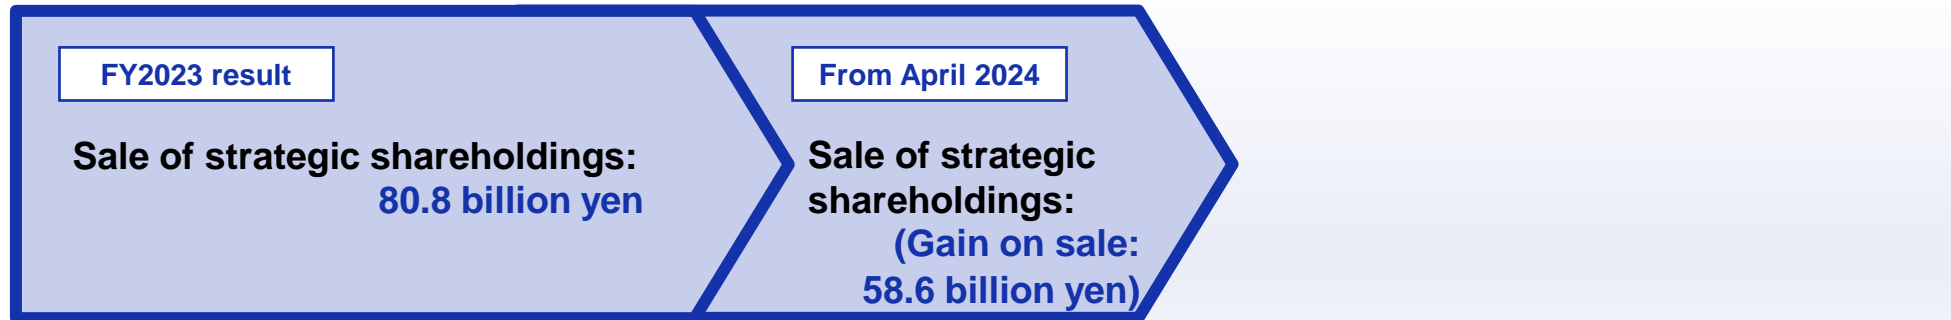 FY2023 result
Sale of strategic shareholdings:
80.8 billion yen
From April 2024
Sale of strategic
shareholdings:
(Gain on sale:
58.6 billion yen)